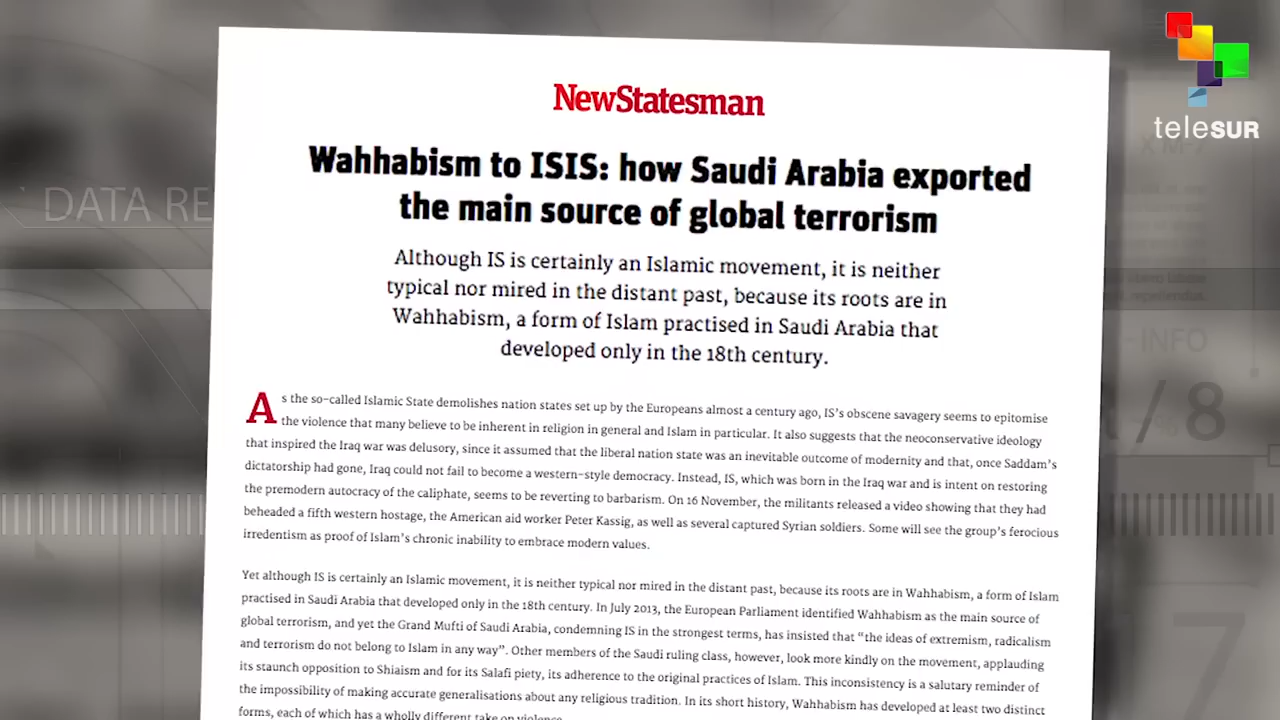 NewStatesman
Wahhabism to ISIS: how Saudi Arabia exported
the main source of global terrorism
Although IS is certainly an Islamic movement, it is neither
typical nor mired in the distant past, because its roots are in
Wahhabism, a form of Islam practised in Saudi Arabia that
developed only in the 18th century.
As the so-called Islamic State demolishes nation states set up by the Europeans almost a century ago, IS's obscene savagery seems to epitomise
the violence that many believe to be inherent in religion in general and Islam in particular. It also suggests that the neoconservative ideology
that inspired the Iraq war was delusory, since it assumed that the liberal nation state was an inevitable outcome of modernity and that, once Saddam's
dictatorship had gone, Iraq could not fail to become a western-style democracy. Instead, IS, which was born in the Iraq war and is intent on restoring
the premodern autocracy of the caliphate, seems to be reverting to barbarism. On 16 November, the militants released a video showing that they had
beheaded a fifth western hostage, the American aid worker Peter Kassig, as well as several captured Syrian soldiers. Some will see the group's ferocious
irredentism as proof of Islam's chronic inability to embrace modern values.
Yet although IS is certainly an Islamic movement, it is neither typical nor mired in the distant past, because its roots are in Wahhabism, a form of Islam
practised in Saudi Arabia that developed only in the 18th century. In July 2013, the European Parliament identified Wahhabism as the main source of
global terrorism, and yet the Grand Mufti of Saudi Arabia, condemning IS in the strongest terms, has insisted that “the ideas of extremism, radicalism
and terrorism do not belong to Islam in any way”. Other members of the Saudi ruling class, however, look more kindly on the movement, applauding
its staunch opposition to Shiaism and for its Salafi piety, its adherence to the original practices of Islam. This inconsistency is a salutary reminder of
the impossibility of making accurate generalisations about any religious tradition. In its short history, Wahhabism has developed at least two distinct
forms, each of which has a wholly different take on violence.
teleSUR
DATA RE
-INFO
/8
7